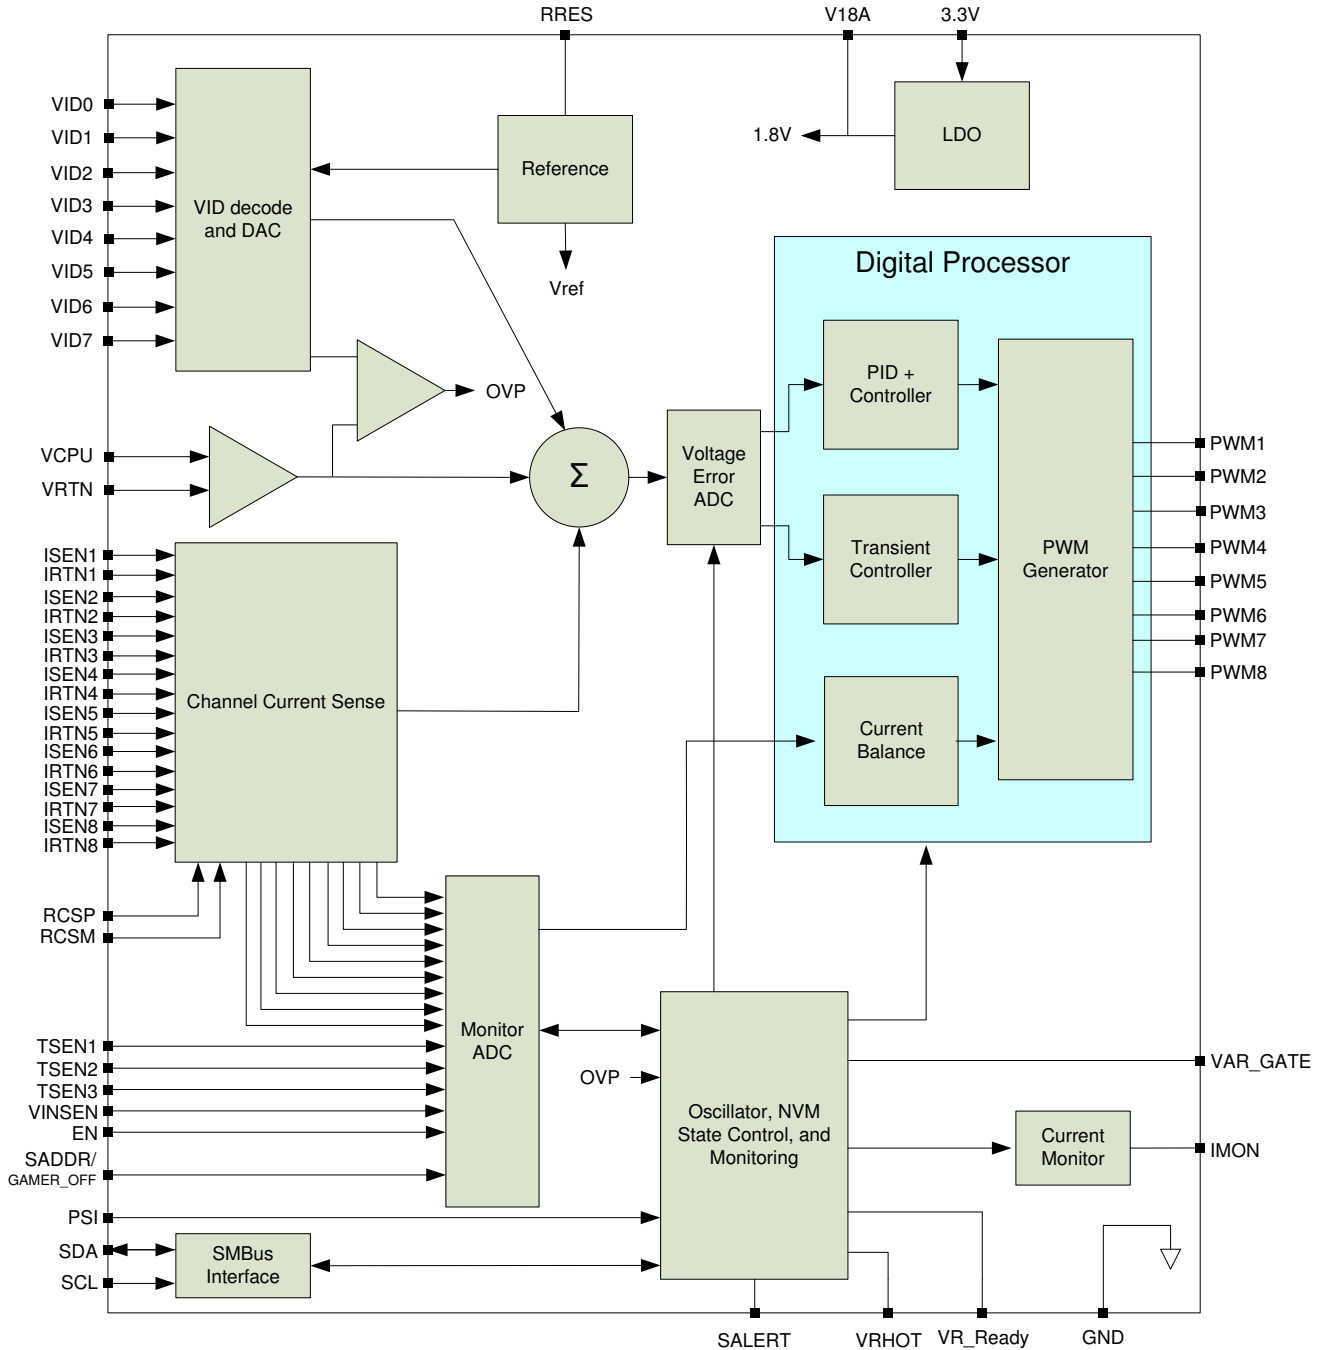 RRES
V18A
3.3V
VID0
VID1
VID2
VID3
VID4
VID5
VID6
VID7
VID decode
and DAC
Reference
Vref
1.8V
LDO
OVP
VCPU
VRTN
Σ
Voltage
Error
ADC
Digital Processor
PID +
Controller
Transient
Controller
Current
Balance
PWM
Generator
PWM1
PWM2
PWM3
PWM4
PWM5
PWM6
PWM7
PWM8
ISEN1
IRTN1
ISEN2
IRTN2
ISEN3
IRTN3
ISEN4
IRTN4
ISEN5
IRTN5
ISEN6
IRTN6
ISEN7
IRTN7
ISEN8
IRTN8
Channel Current Sense
RCSP
RCSM
TSEN1
TSEN2
TSEN3
VINSEN
EN
SADDR/
GAMER_OFF
PSI
SDA
SCL
Monitor
ADC
SMBus
Interface
OVP
Oscillator, NVM
State Control, and
Monitoring
VAR_GATE
Current
Monitor
IMON
SALERT
VRHOT
VR_Ready
GND